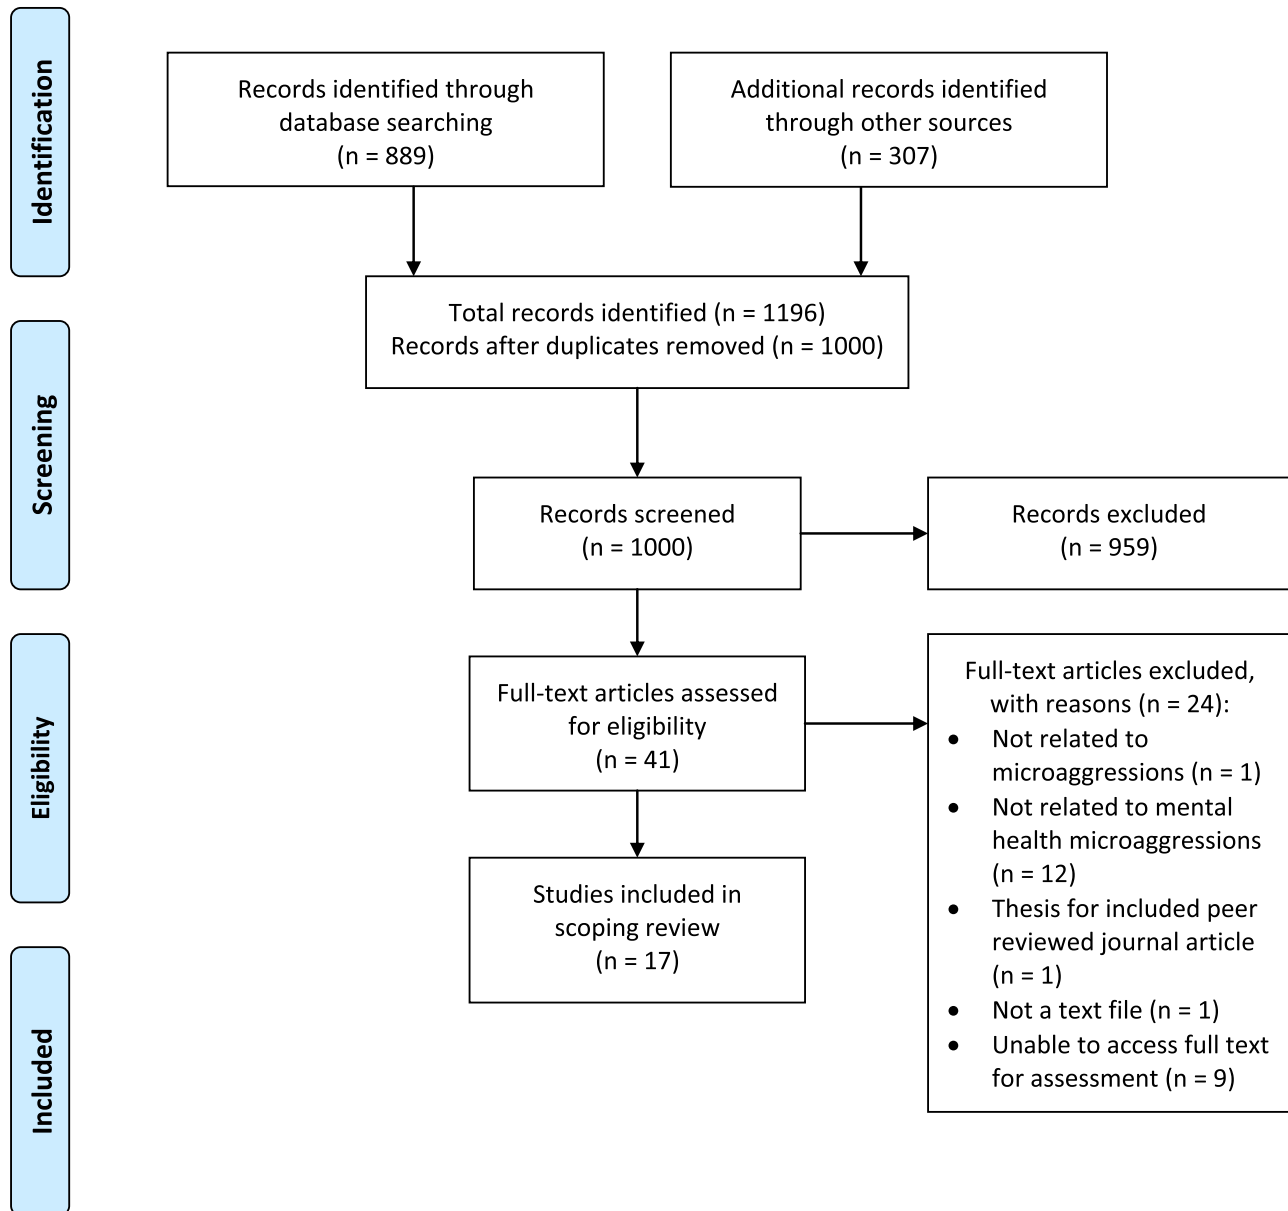 Identification
Records identified through
database searching
(n = 889)
Additional records identified
through other sources
(n = 307)
Total records identified (n = 1196)
Records after duplicates removed (n = 1000)
Screening
Records screened
(n = 1000)
Records excluded
(n = 959)
Eligibility
Full-text articles assessed
for eligibility
(n = 41)
Full-text articles excluded,
with reasons (n = 24):
• Not related to
microaggressions (n = 1)
• Not related to mental
health microaggressions
(n = 12)
• Thesis for included peer
reviewed journal article
(n = 1)
• Not a text file (n = 1)
• Unable to access full text
for assessment (n = 9)
Included
Studies included in
scoping review
(n = 17)